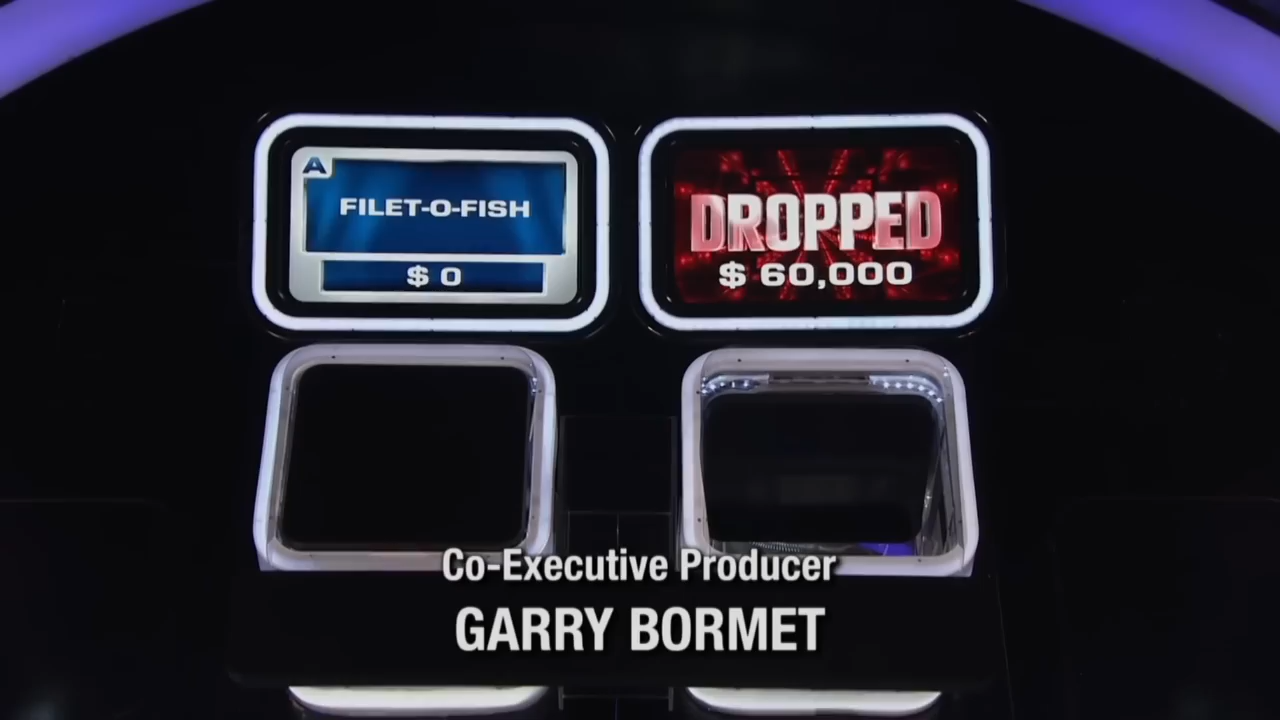 A
FILET-O-FISH
$ 0
DROPPED
$ 60,000
Co-Executive Producer
GARRY BORMET